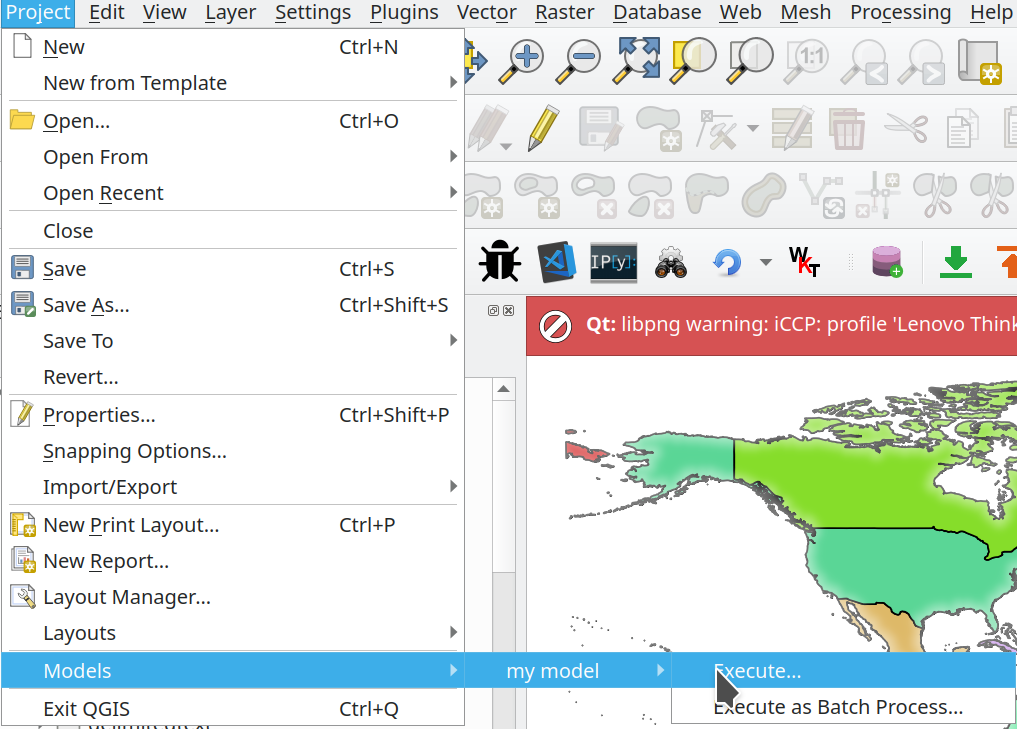 Project Edit View Layer Settings Plugins Vector Raster Database Web Mesh Processing Help
New Ctrl+N
New from Template
Open... Ctrl+O
Open From
Open Recent
Close
Save Ctrl+S
Save As... Ctrl+Shift+S
Save To
Revert...
Properties... Ctrl+Shift+P
Snapping Options...
Import/Export
New Print Layout... Ctrl+P
New Report...
Layout Manager...
Layouts
Models
Exit QGIS Ctrl+Q
my model
Execute...
Execute as Batch Process...
1:1
IP[y]:
WKT
Qt: libpng warning: iCCP: profile 'Lenovo Think